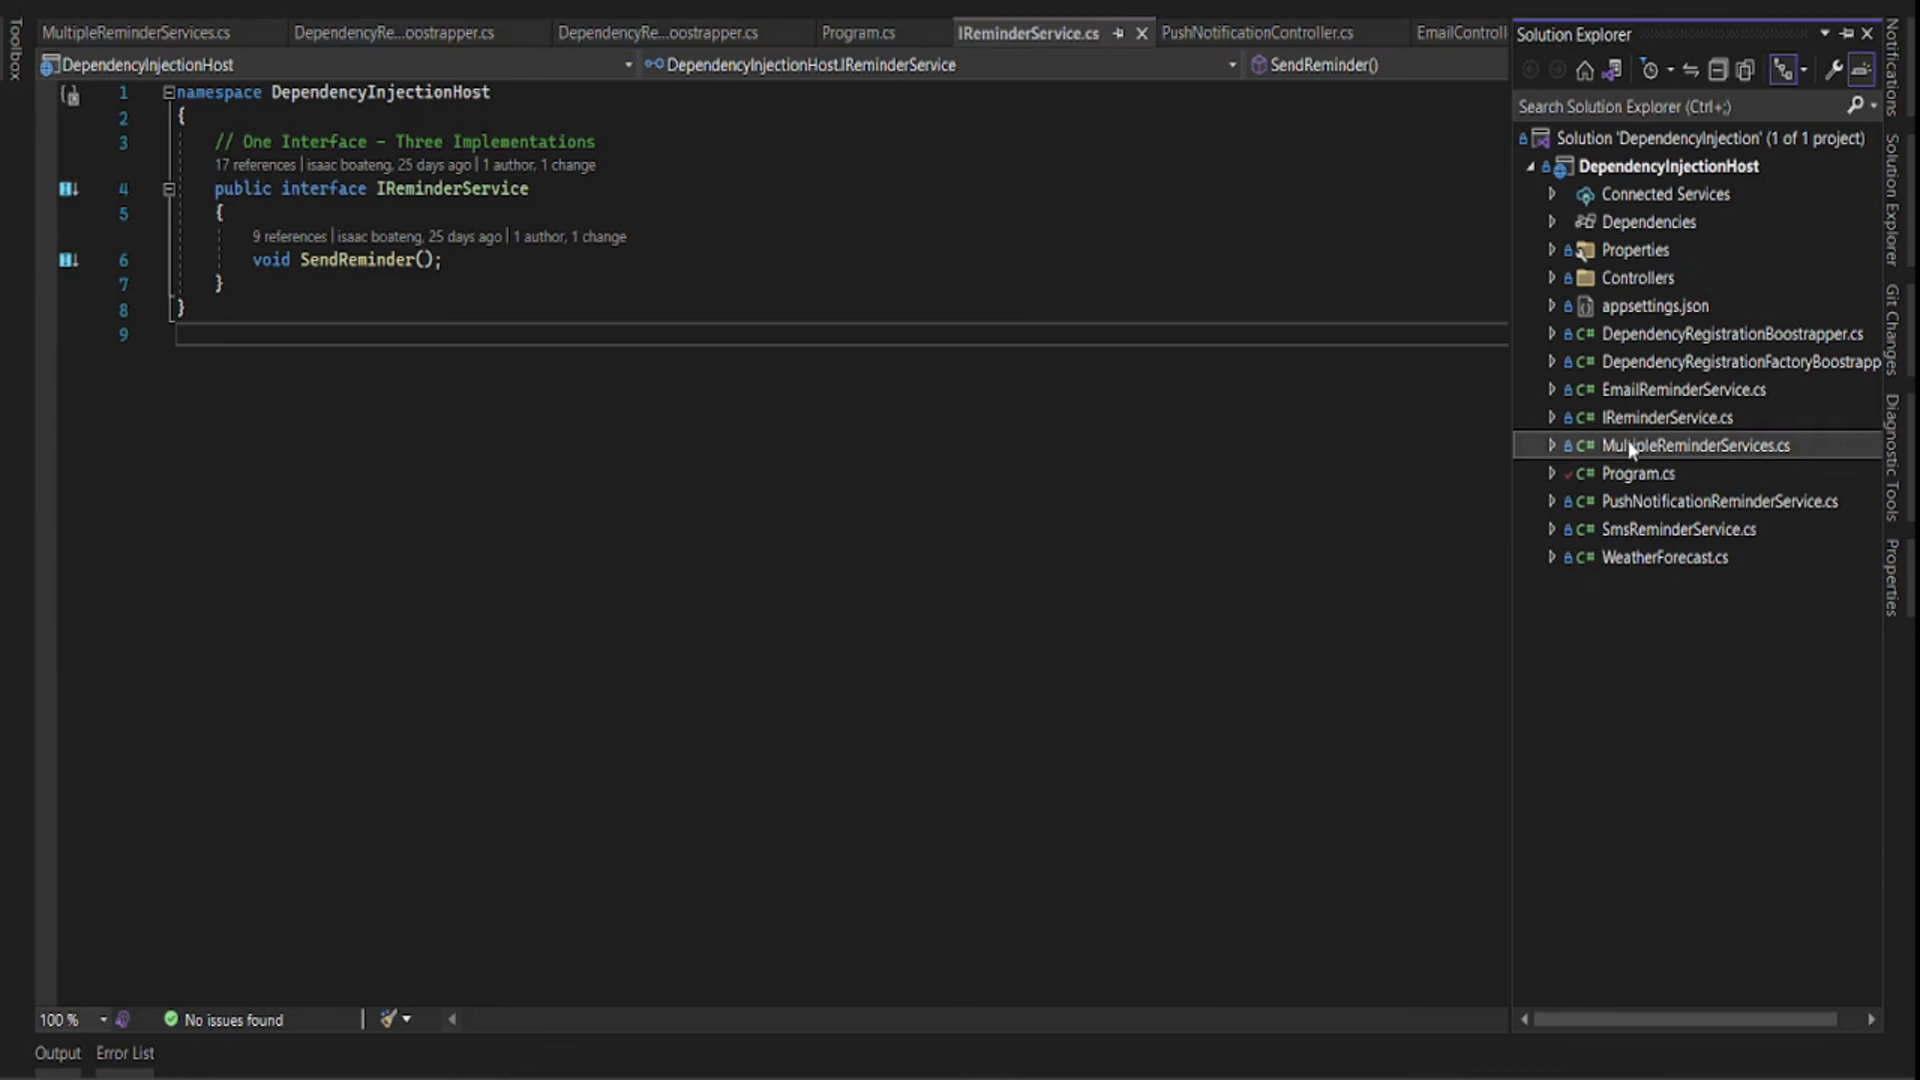 Toolbox
MultipleReminderServices.cs
DependencyRe...oostrapper.cs
DependencyRe...oostrapper.cs
Program.cs
IReminderService.cs
PushNotificationController.cs
EmailControll
DependencyInjectionHost
DependencyInjectionHost.IReminderService
SendReminder()
1 namespace DependencyInjectionHost
2 {
3 // One Interface - Three Implementations
17 references | isaac boateng, 25 days ago | 1 author, 1 change
4 public interface IReminderService
5 {
9 references | isaac boateng, 25 days ago | 1 author, 1 change
6 void SendReminder();
7 }
8 }
9
100 %
No issues found
Output
Error List
Solution Explorer
Search Solution Explorer (Ctrl+;)
Solution 'DependencyInjection' (1 of 1 project)
DependencyInjectionHost
Connected Services
Dependencies
Properties
Controllers
appsettings.json
C# DependencyRegistrationBoostrapper.cs
C# DependencyRegistrationFactoryBoostrapp
C# EmailReminderService.cs
C# IReminderService.cs
C# MultipleReminderServices.cs
C# Program.cs
C# PushNotificationReminderService.cs
C# SmsReminderService.cs
C# WeatherForecast.cs
Notifications
Solution Explorer
Git Changes
Diagnostic Tools
Properties